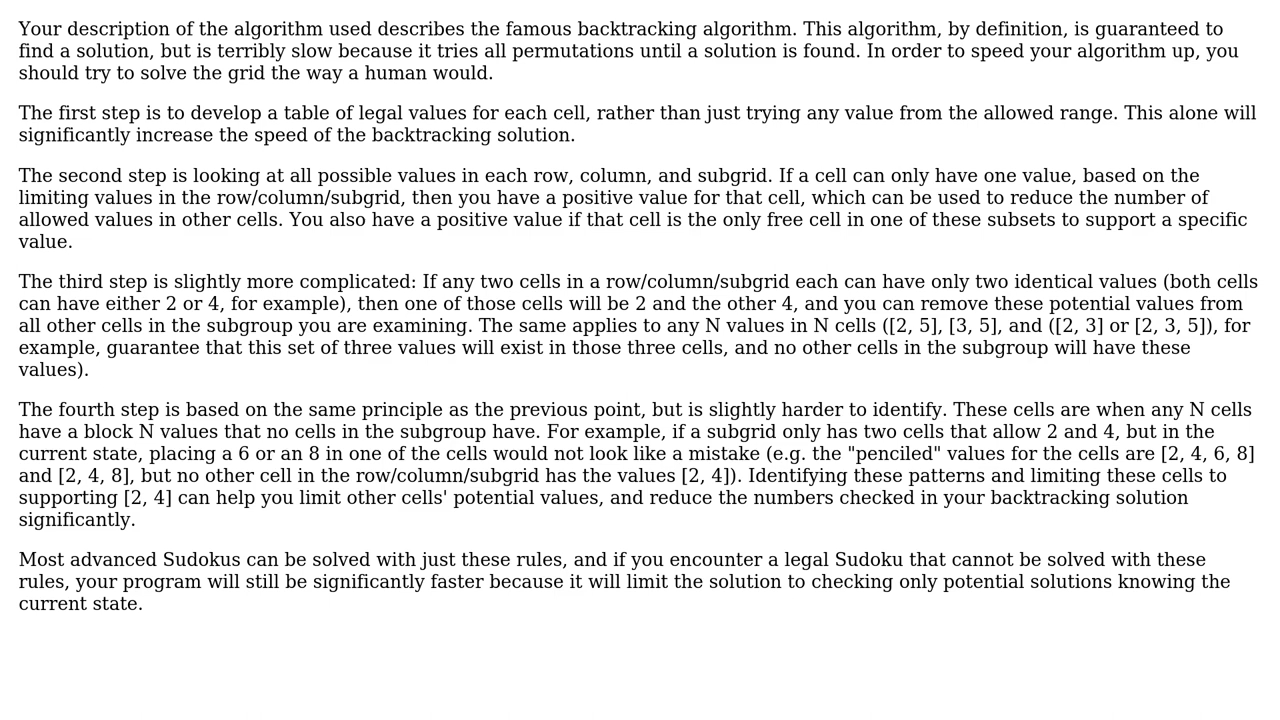 Your description of the algorithm used describes the famous backtracking algorithm. This algorithm, by definition, is guaranteed to
find a solution, but is terribly slow because it tries all permutations until a solution is found. In order to speed your algorithm up, you
should try to solve the grid the way a human would.
The first step is to develop a table of legal values for each cell, rather than just trying any value from the allowed range. This alone will
significantly increase the speed of the backtracking solution.
The second step is looking at all possible values in each row, column, and subgrid. If a cell can only have one value, based on the
limiting values in the row/column/subgrid, then you have a positive value for that cell, which can be used to reduce the number of
allowed values in other cells. You also have a positive value if that cell is the only free cell in one of these subsets to support a specific
value.
The third step is slightly more complicated: If any two cells in a row/column/subgrid each can have only two identical values (both cells
can have either 2 or 4, for example), then one of those cells will be 2 and the other 4, and you can remove these potential values from
all other cells in the subgroup you are examining. The same applies to any N values in N cells ([2, 5], [3, 5], and ([2, 3] or [2, 3, 5]), for
example, guarantee that this set of three values will exist in those three cells, and no other cells in the subgroup will have these
values).
The fourth step is based on the same principle as the previous point, but is slightly harder to identify. These cells are when any N cells
have a block N values that no cells in the subgroup have. For example, if a subgrid only has two cells that allow 2 and 4, but in the
current state, placing a 6 or an 8 in one of the cells would not look like a mistake (e.g. the "penciled" values for the cells are [2, 4, 6, 8]
and [2, 4, 8], but no other cell in the row/column/subgrid has the values [2, 4]). Identifying these patterns and limiting these cells to
supporting [2, 4] can help you limit other cells' potential values, and reduce the numbers checked in your backtracking solution
significantly.
Most advanced Sudokus can be solved with just these rules, and if you encounter a legal Sudoku that cannot be solved with these
rules, your program will still be significantly faster because it will limit the solution to checking only potential solutions knowing the
current state.